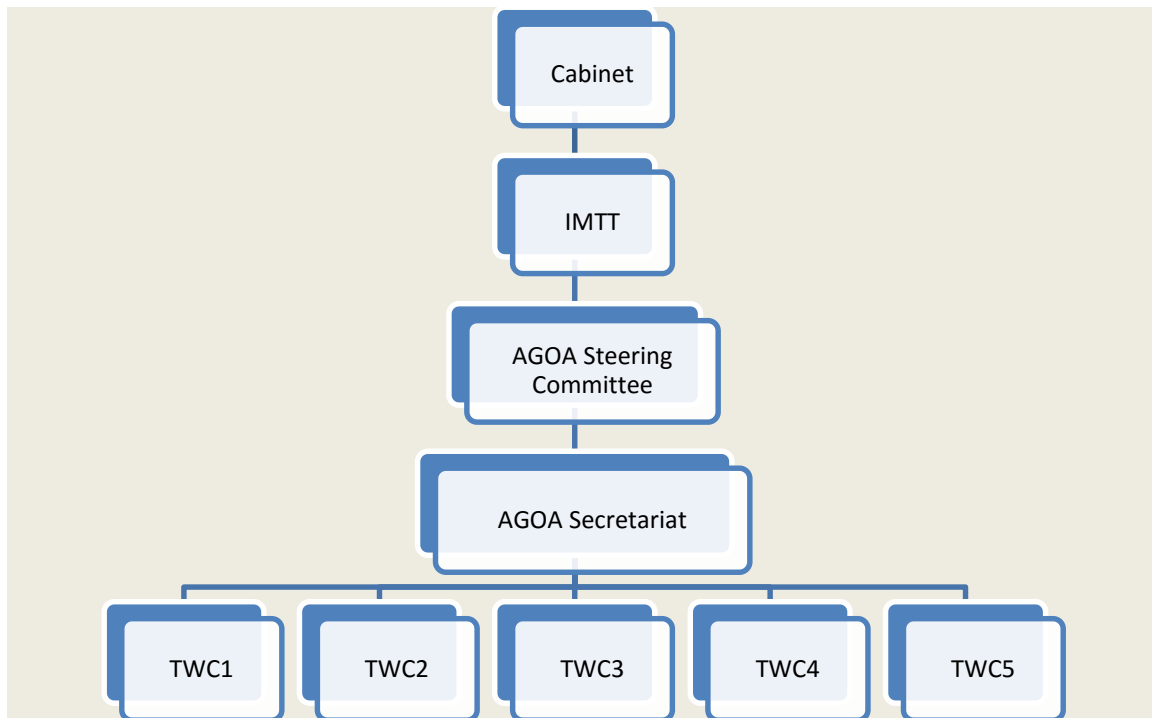 Cabinet
IMTT
AGOA Steering
Committee
AGOA Secretariat
TWC1
TWC2
TWC3
TWC4
TWC5